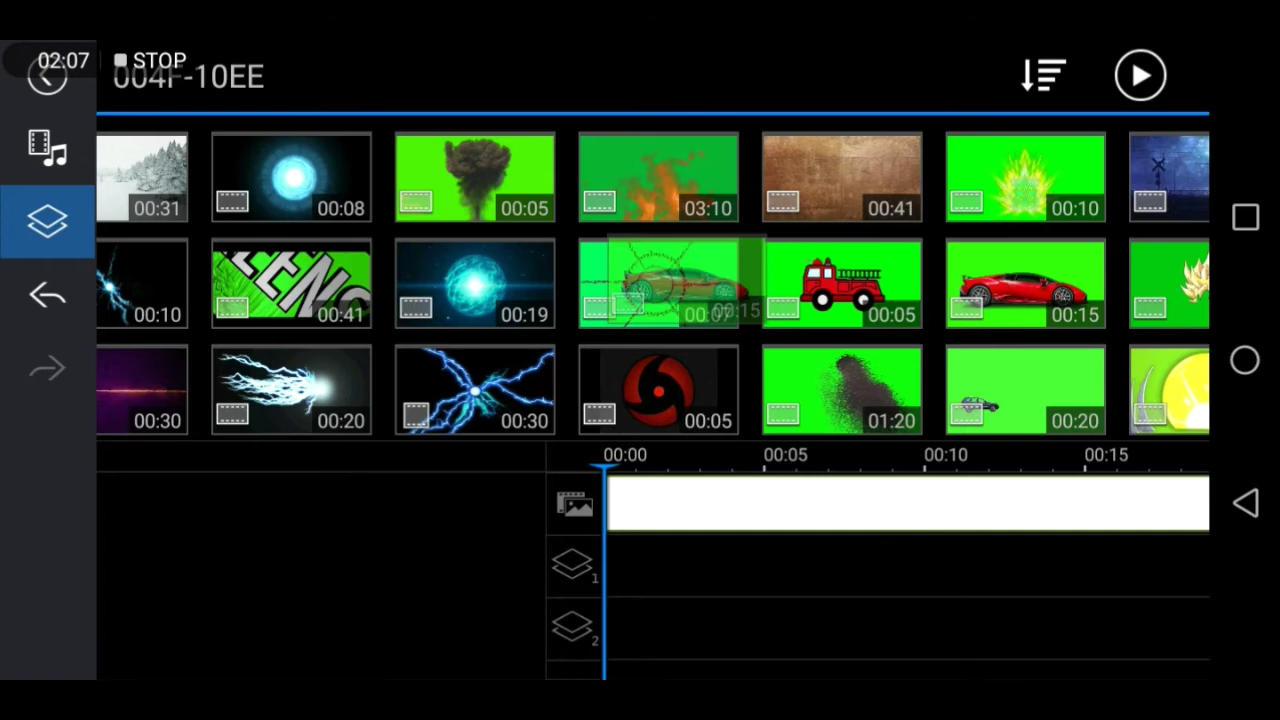 02:07 STOP
004F-10EE
00:31 00:08 00:05 03:10 00:41 00:10
00:10 00:41 00:19 00:07 00:15 00:05 00:15
00:30 00:20 00:30 00:05 01:20 00:20
00:00 00:05 00:10 00:15
1
2